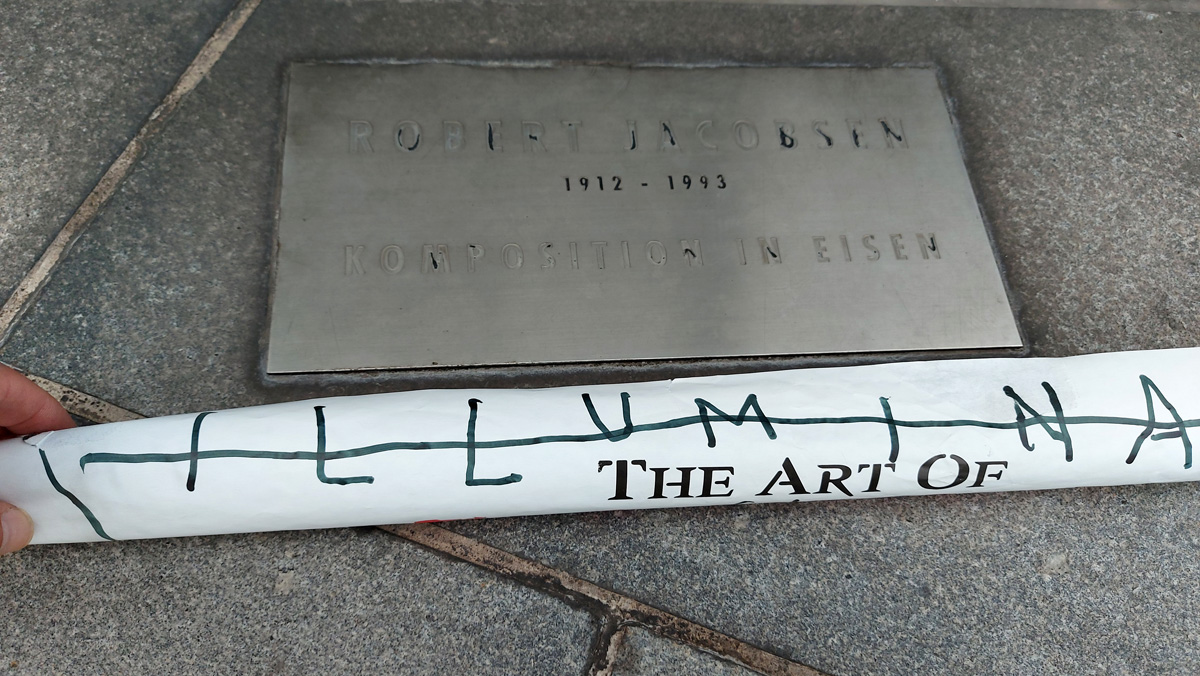 ROBERT JACOBSEN
1912 - 1993
KOMPOSITION IN EISEN
ILLUMINA
THE ART OF